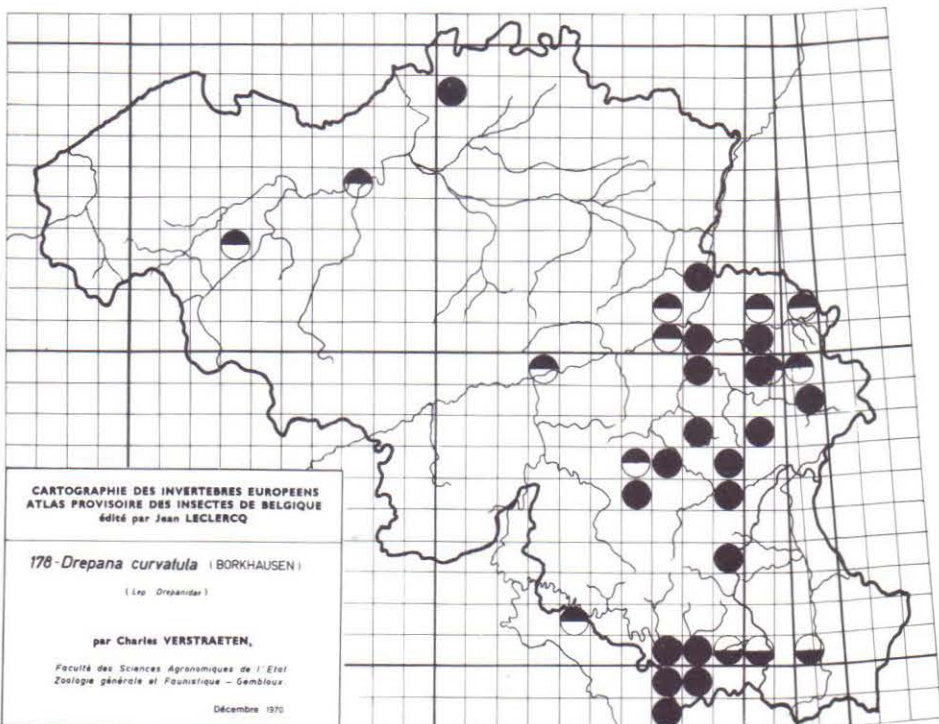 CARTOGRAPHIE DES INVERTEBRES EUROPEENS
ATLAS PROVISOIRE DES INSECTES DE BELGIQUE
édité par Jean LECLERCQ
178-Drepana curvatula (BORKHAUSEN)
(Lep Drepanidae)
par Charles VERSTRAETEN,
Faculté des Sciences Agronomiques de l'Etat
Zoologie générale et Faunistique - Gembloux.
Décembre 1970